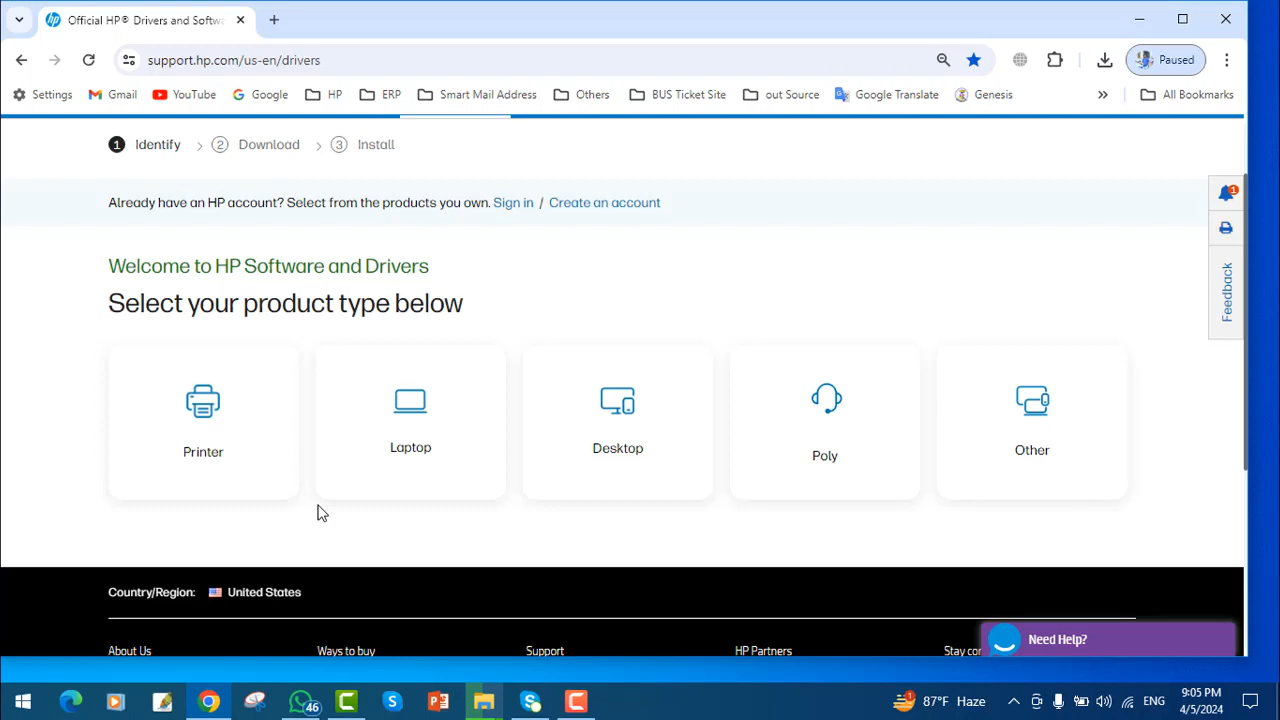 Official HP® Drivers and Softwa
support.hp.com/us-en/drivers
Paused
Settings
Gmail
YouTube
Google
HP
ERP
Smart Mail Address
Others
BUS Ticket Site
out Source
Google Translate
Genesis
»
All Bookmarks
1 Identify > 2 Download > 3 Install
Already have an HP account? Select from the products you own. Sign in / Create an account
1
Welcome to HP Software and Drivers
Select your product type below
Feedback
Printer
Laptop
Desktop
Poly
Other
Country/Region: United States
Need Help?
About Us
Ways to buy
Support
HP Partners
Stay con
46
87°F Haze
ENG
9:05 PM
4/5/2024